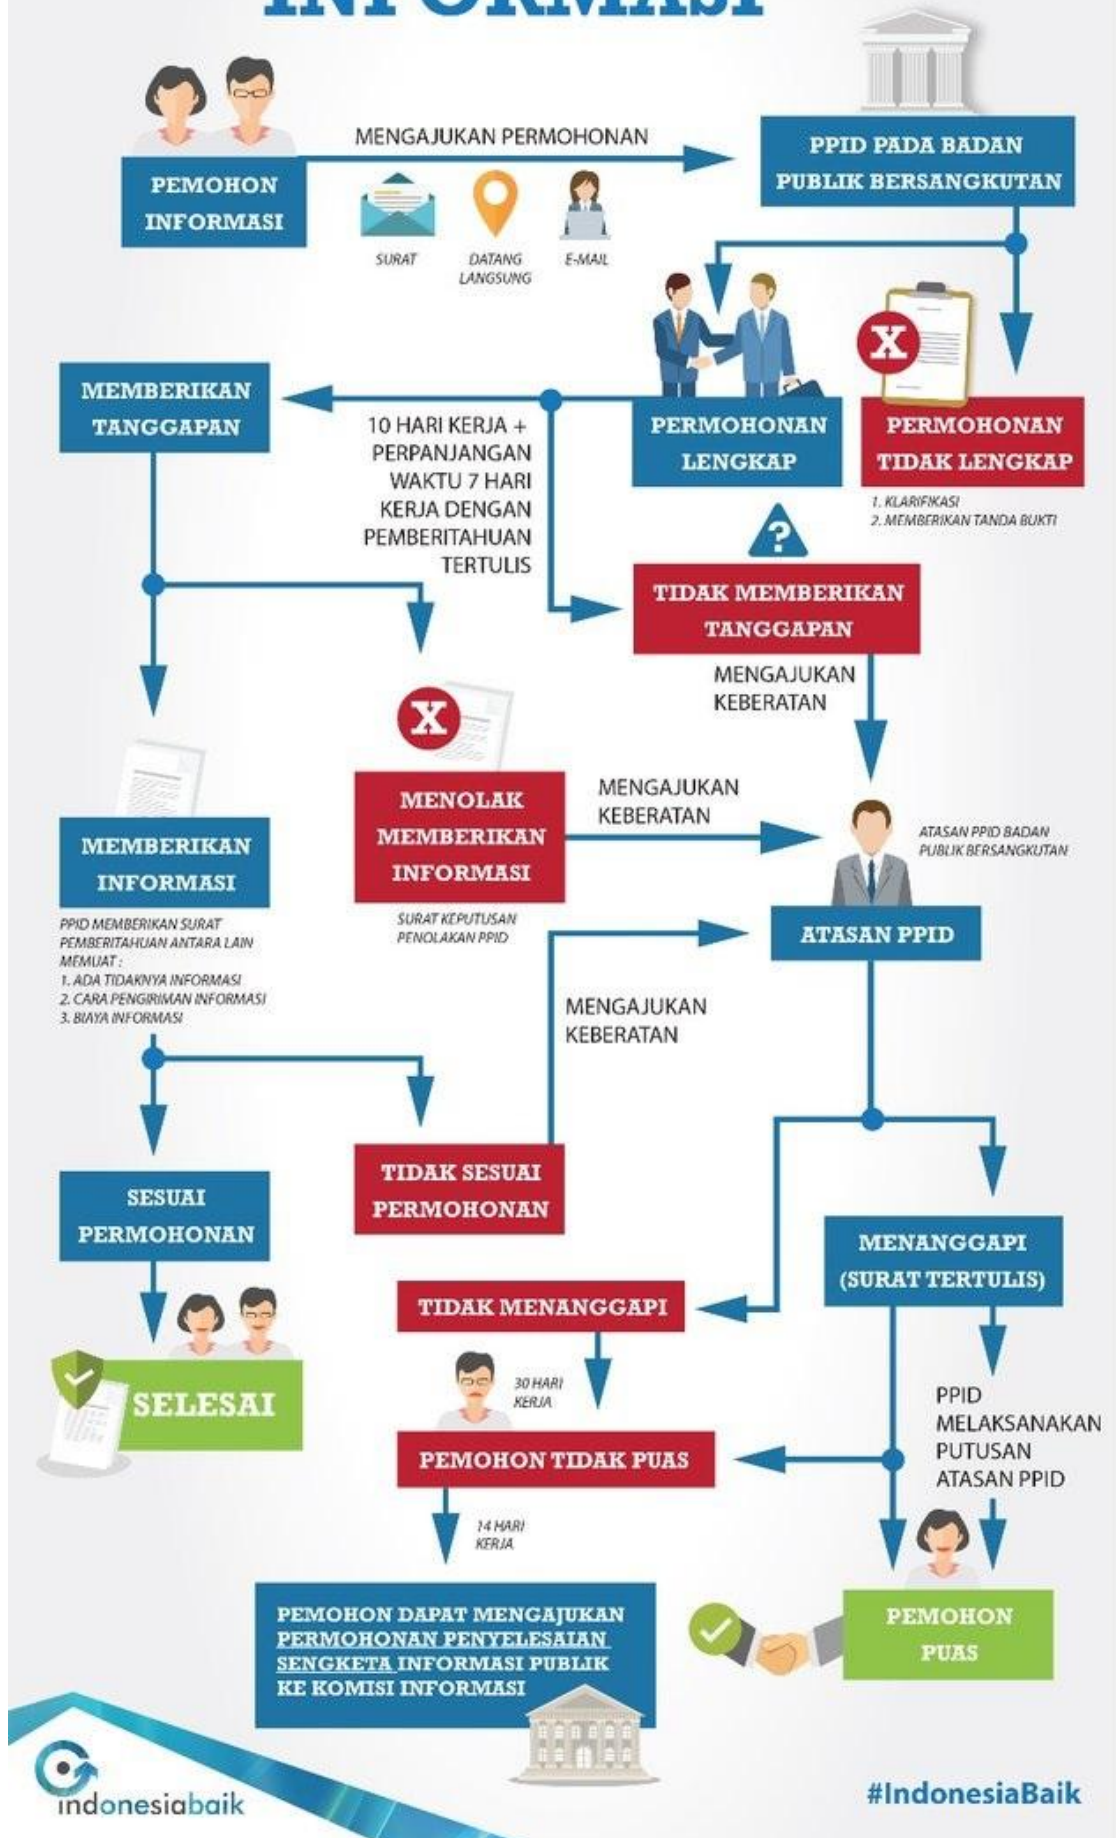 INFORMASI
MENGAJUKAN PERMOHONAN
PEMOHON
INFORMASI
SURAT
DATANG
LANGSUNG
E-MAIL
PPID PADA BADAN
PUBLIK BERSANGKUTAN
X
MEMBERIKAN
TANGGAPAN
10 HARI KERJA +
PERPANJANGAN
WAKTU 7 HARI
KERJA DENGAN
PEMBERITAHUAN
TERTULIS
PERMOHONAN
LENGKAP
PERMOHONAN
TIDAK LENGKAP
1. KLARIFIKASI
2. MEMBERIKAN TANDA BUKTI
?
TIDAK MEMBERIKAN
TANGGAPAN
MENGAJUKAN
KEBERATAN
X
MENOLAK
MEMBERIKAN
INFORMASI
SURAT KEPUTUSAN
PENOLAKAN PPID
MENGAJUKAN
KEBERATAN
ATASAN PPID BADAN
PUBLIK BERSANGKUTAN
ATASAN PPID
MEMBERIKAN
INFORMASI
PPID MEMBERIKAN SURAT
PEMBERITAHUAN ANTARA LAIN
MEMUAT :
1. ADA TIDAKNYA INFORMASI
2. CARA PENGIRIMAN INFORMASI
3. BIAYA INFORMASI
MENGAJUKAN
KEBERATAN
SESUAI
PERMOHONAN
TIDAK SESUAI
PERMOHONAN
MENANGGAPI
(SURAT TERTULIS)
TIDAK MENANGGAPI
SELESAI
30 HARI
KERJA
PEMOHON TIDAK PUAS
PPID
MELAKSANAKAN
PUTUSAN
ATASAN PPID
14 HARI
KERJA
PEMOHON DAPAT MENGAJUKAN
PERMOHONAN PENYELESAIAN
SENGKETA INFORMASI PUBLIK
KE KOMISI INFORMASI
PEMOHON
PUAS
indonesiabaik
#IndonesiaBaik